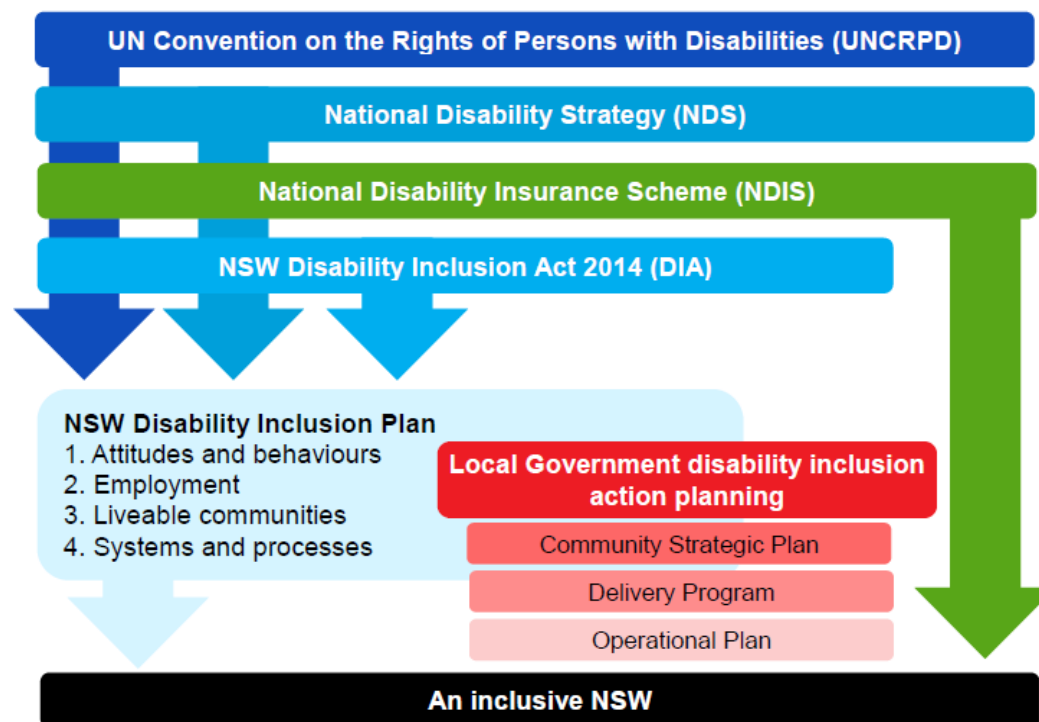 UN Convention on the Rights of Persons with Disabilities (UNCRPD)
National Disability Strategy (NDS)
National Disability Insurance Scheme (NDIS)
NSW Disability Inclusion Act 2014 (DIA)
NSW Disability Inclusion Plan
1. Attitudes and behaviours
2. Employment
3. Liveable communities
4. Systems and processes
Local Government disability inclusion
action planning
Community Strategic Plan
Delivery Program
Operational Plan
An inclusive NSW